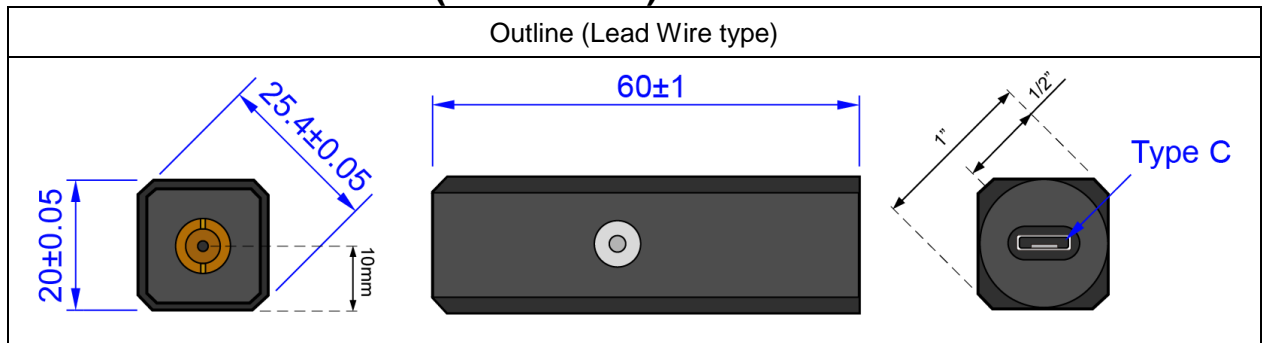 Outline (Lead Wire type)
25.4±0.05
20±0.05
10mm
60±1
1"
1/2"
Type C